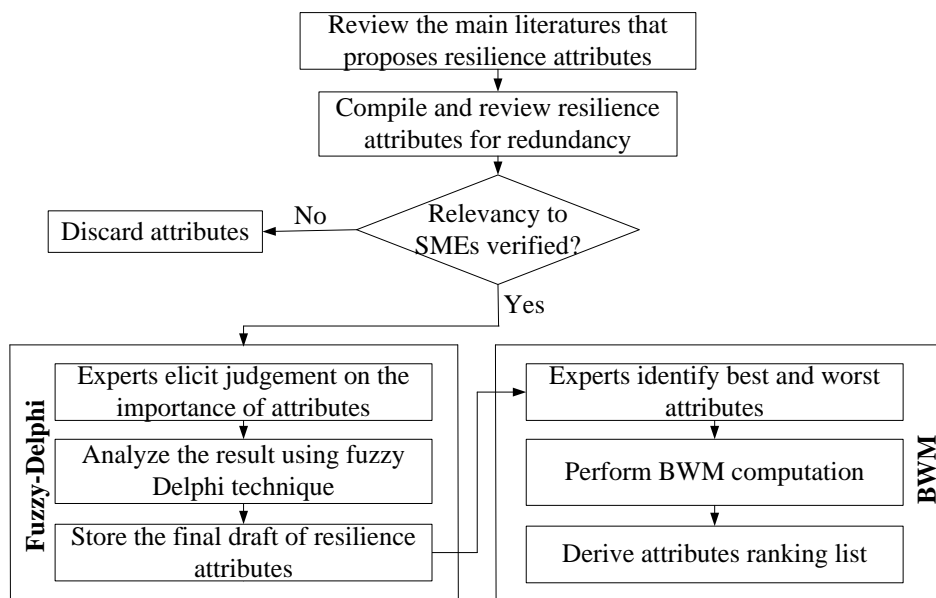 Review the main literatures that
proposes resilience attributes
Compile and review resilience
attributes for redundancy
Relevancy to
SMEs verified?
No
Discard attributes
Yes
Fuzzy-Delphi
Experts elicit judgement on the
importance of attributes
Analyze the result using fuzzy
Delphi technique
Store the final draft of resilience
attributes
Experts identify best and worst
attributes
Perform BWM computation
Derive attributes ranking list
BWM